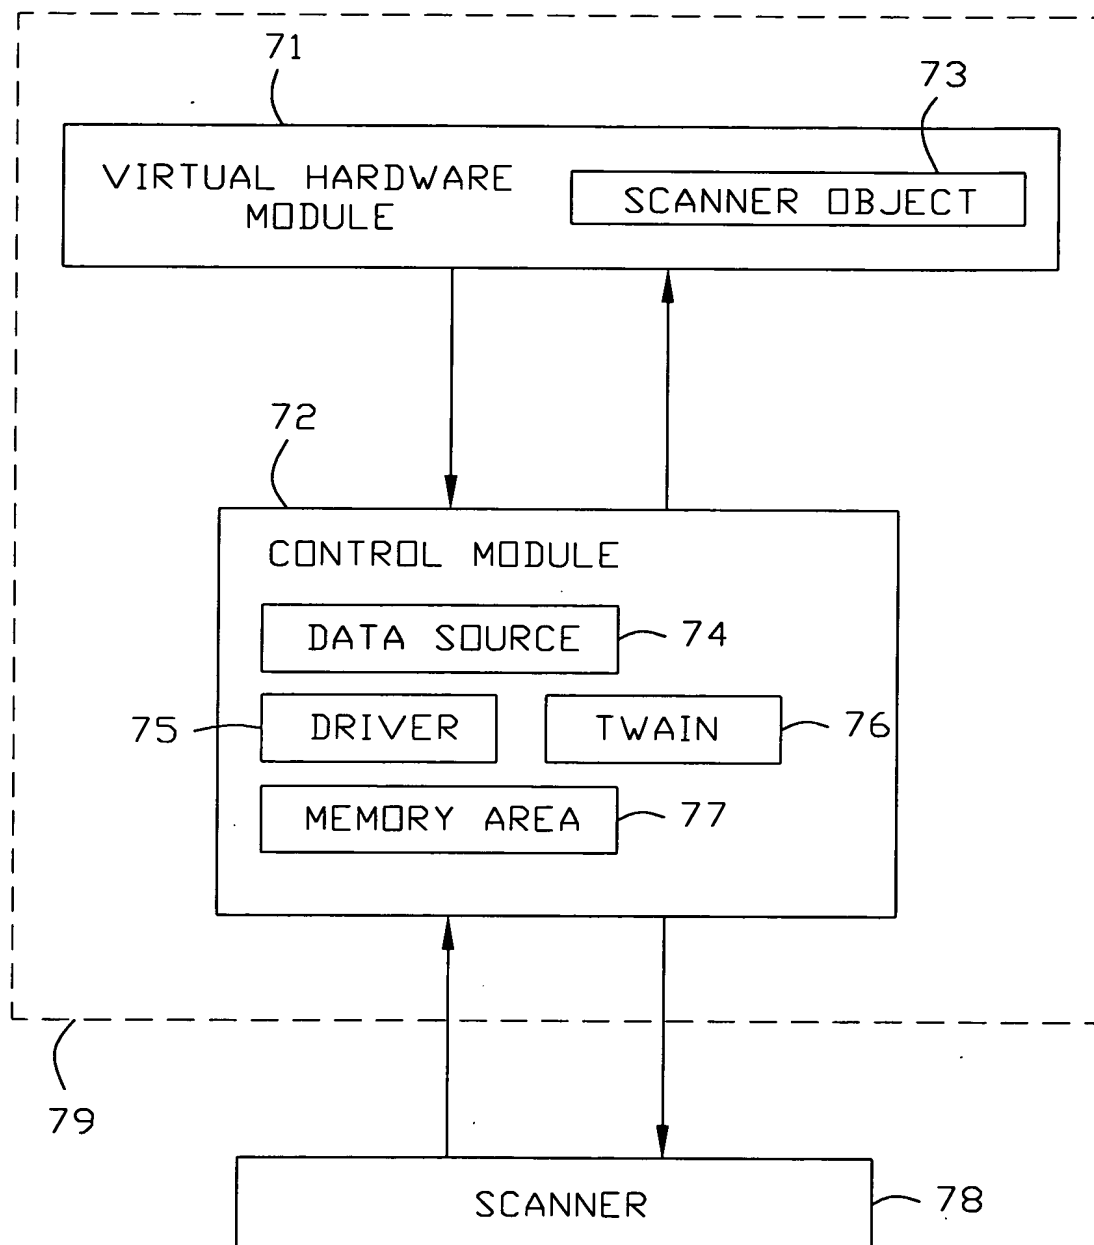 71
73
VIRTUAL HARDWARE
MODULE
SCANNER OBJECT
72
CONTROL MODULE
DATA SOURCE
74
75
DRIVER
TWAIN
76
MEMORY AREA
77
79
SCANNER
78